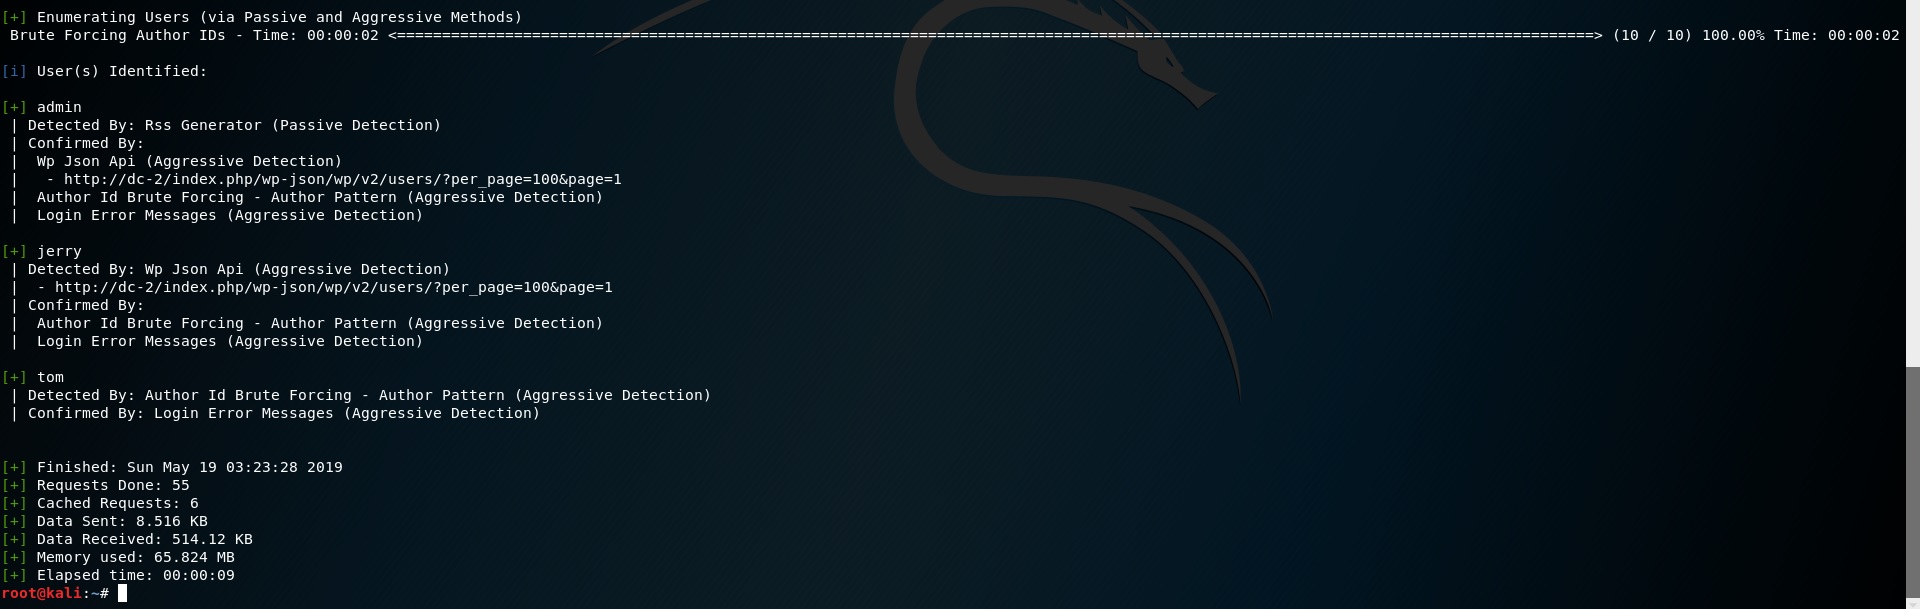 [+] Enumerating Users (via Passive and Aggressive Methods)
 Brute Forcing Author IDs - Time: 00:00:02 <=====================================================================================================================================> (10 / 10) 100.00% Time: 00:00:02
[i] User(s) Identified:
[+] admin
 | Detected By: Rss Generator (Passive Detection)
 | Confirmed By:
 |  Wp Json Api (Aggressive Detection)
 |   - http://dc-2/index.php/wp-json/wp/v2/users/?per_page=100&page=1
 |  Author Id Brute Forcing - Author Pattern (Aggressive Detection)
 |  Login Error Messages (Aggressive Detection)
[+] jerry
 | Detected By: Wp Json Api (Aggressive Detection)
 |  - http://dc-2/index.php/wp-json/wp/v2/users/?per_page=100&page=1
 | Confirmed By:
 |  Author Id Brute Forcing - Author Pattern (Aggressive Detection)
 |  Login Error Messages (Aggressive Detection)
[+] tom
 | Detected By: Author Id Brute Forcing - Author Pattern (Aggressive Detection)
 | Confirmed By: Login Error Messages (Aggressive Detection)
[+] Finished: Sun May 19 03:23:28 2019
[+] Requests Done: 55
[+] Cached Requests: 6
[+] Data Sent: 8.516 KB
[+] Data Received: 514.12 KB
[+] Memory used: 65.824 MB
[+] Elapsed time: 00:00:09
root@kali:~#